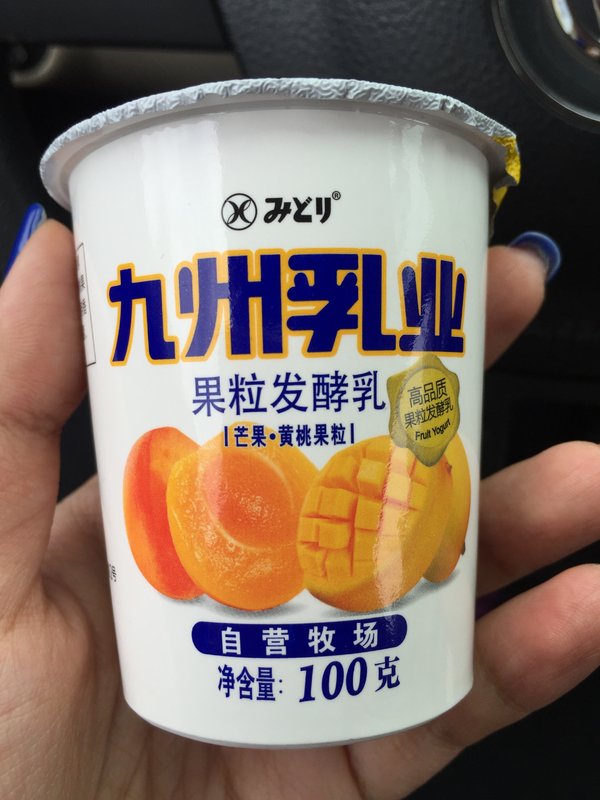 みどり®
九州乳业
果粒发酵乳
高品质
果粒发酵乳
Fruit Yogurt
芒果·黄桃果粒
自营牧场
净含量: 100克